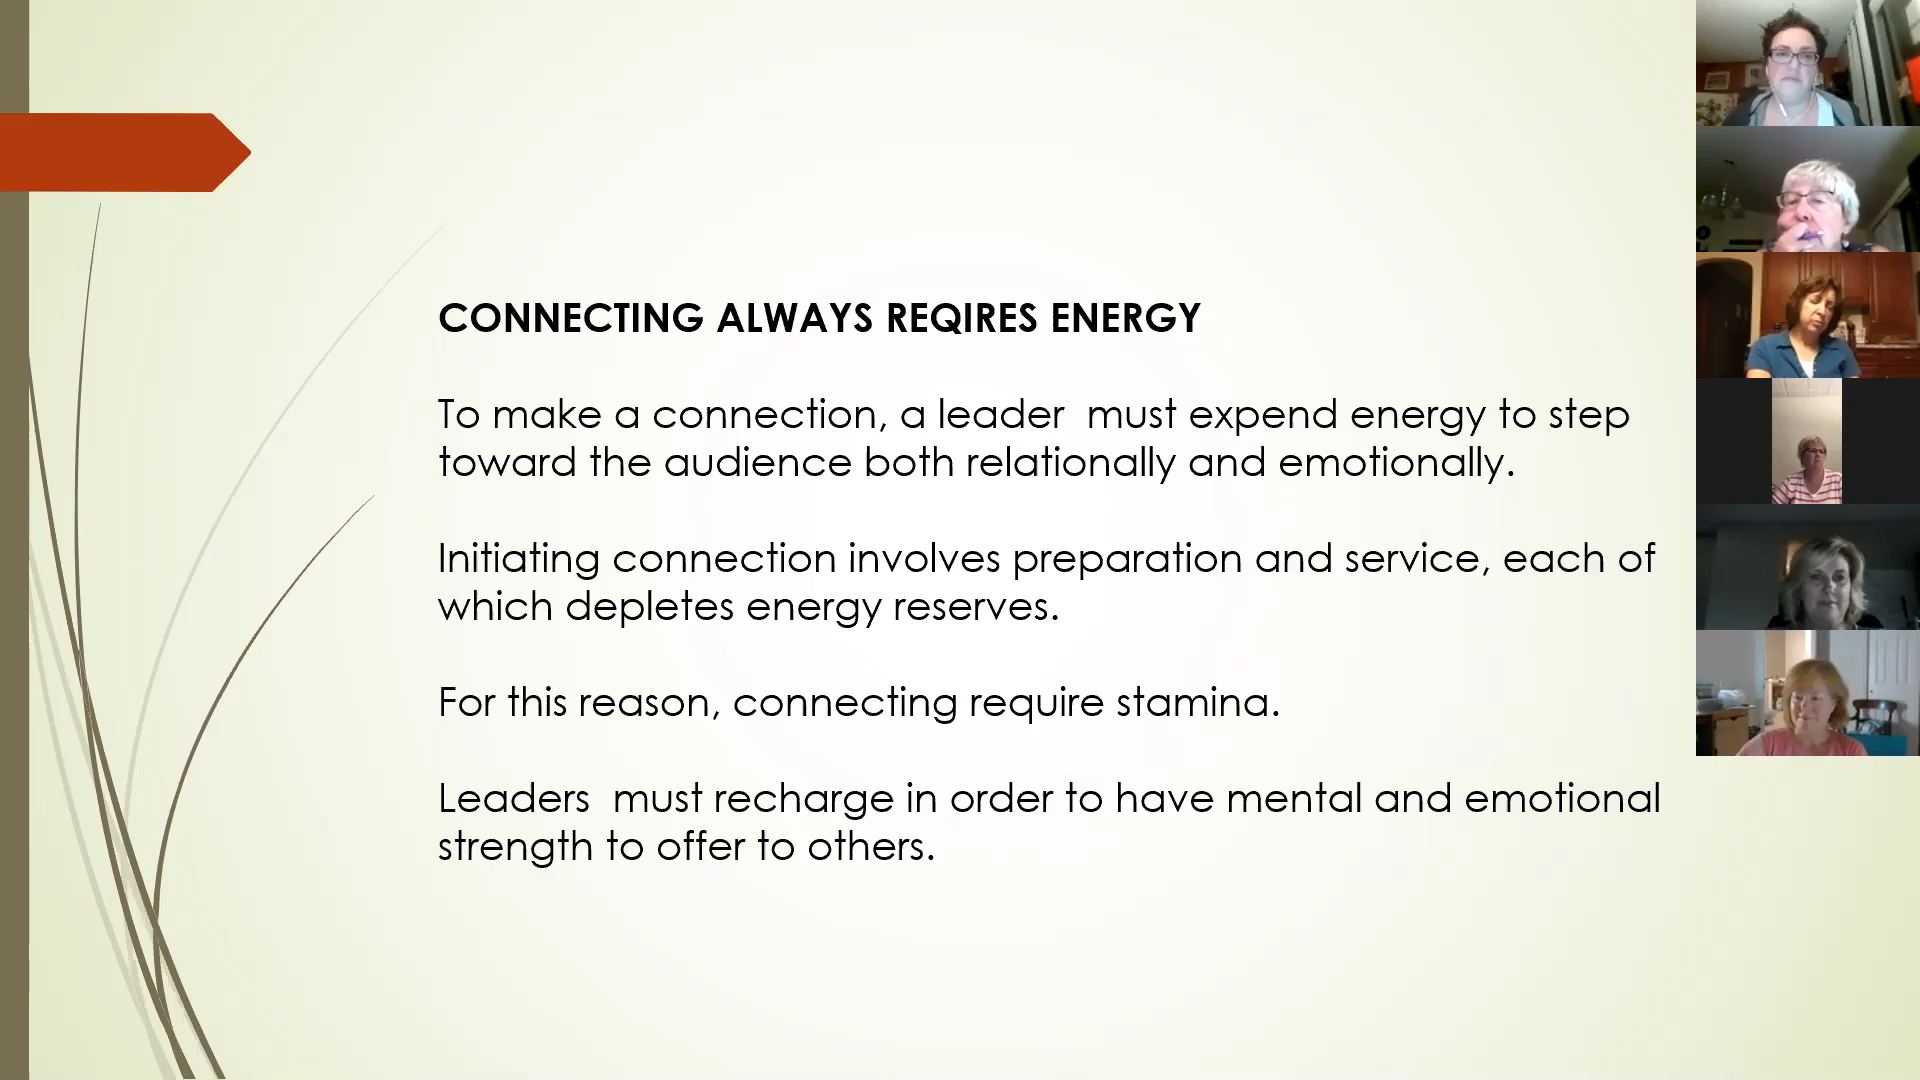 CONNECTING ALWAYS REQIRES ENERGY
To make a connection, a leader  must expend energy to step
toward the audience both relationally and emotionally.
Initiating connection involves preparation and service, each of
which depletes energy reserves.
For this reason, connecting require stamina.
Leaders  must recharge in order to have mental and emotional
strength to offer to others.